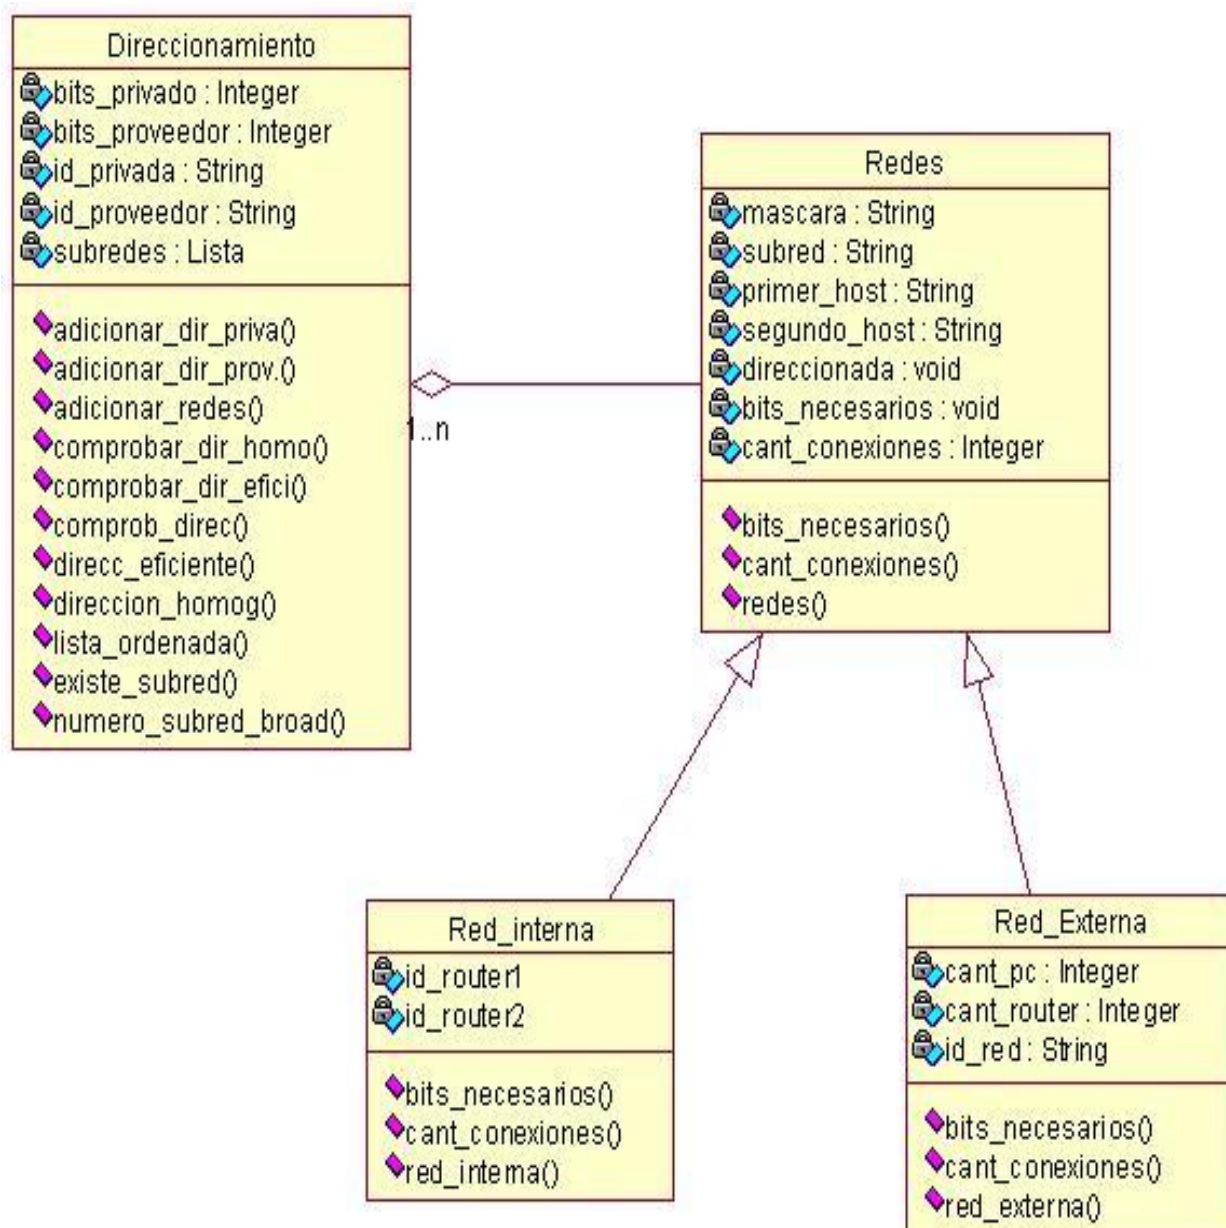 Direccionamiento
bits_privado : Integer
bits_proveedor : Integer
id_privada : String
id_proveedor : String
subredes : Lista
adicionar_dir_priva()
adicionar_dir_prov.()
adicionar_redes()
comprobar_dir_homo()
comprobar_dir_efici()
comprob_direc()
direcc_eficiente()
direccion_homog()
lista_ordenada()
existe_subred()
numero_subred_broad()
1..n
Redes
mascara : String
subred : String
primer_host : String
segundo_host : String
direccionada : void
bits_necesarios : void
cant_conexiones : Integer
bits_necesarios()
cant_conexiones()
redes()
Red_interna
id_router1
id_router2
bits_necesarios()
cant_conexiones()
red_interna()
Red_Externa
cant_pc : Integer
cant_router : Integer
id_red : String
bits_necesarios()
cant_conexiones()
red_externa()